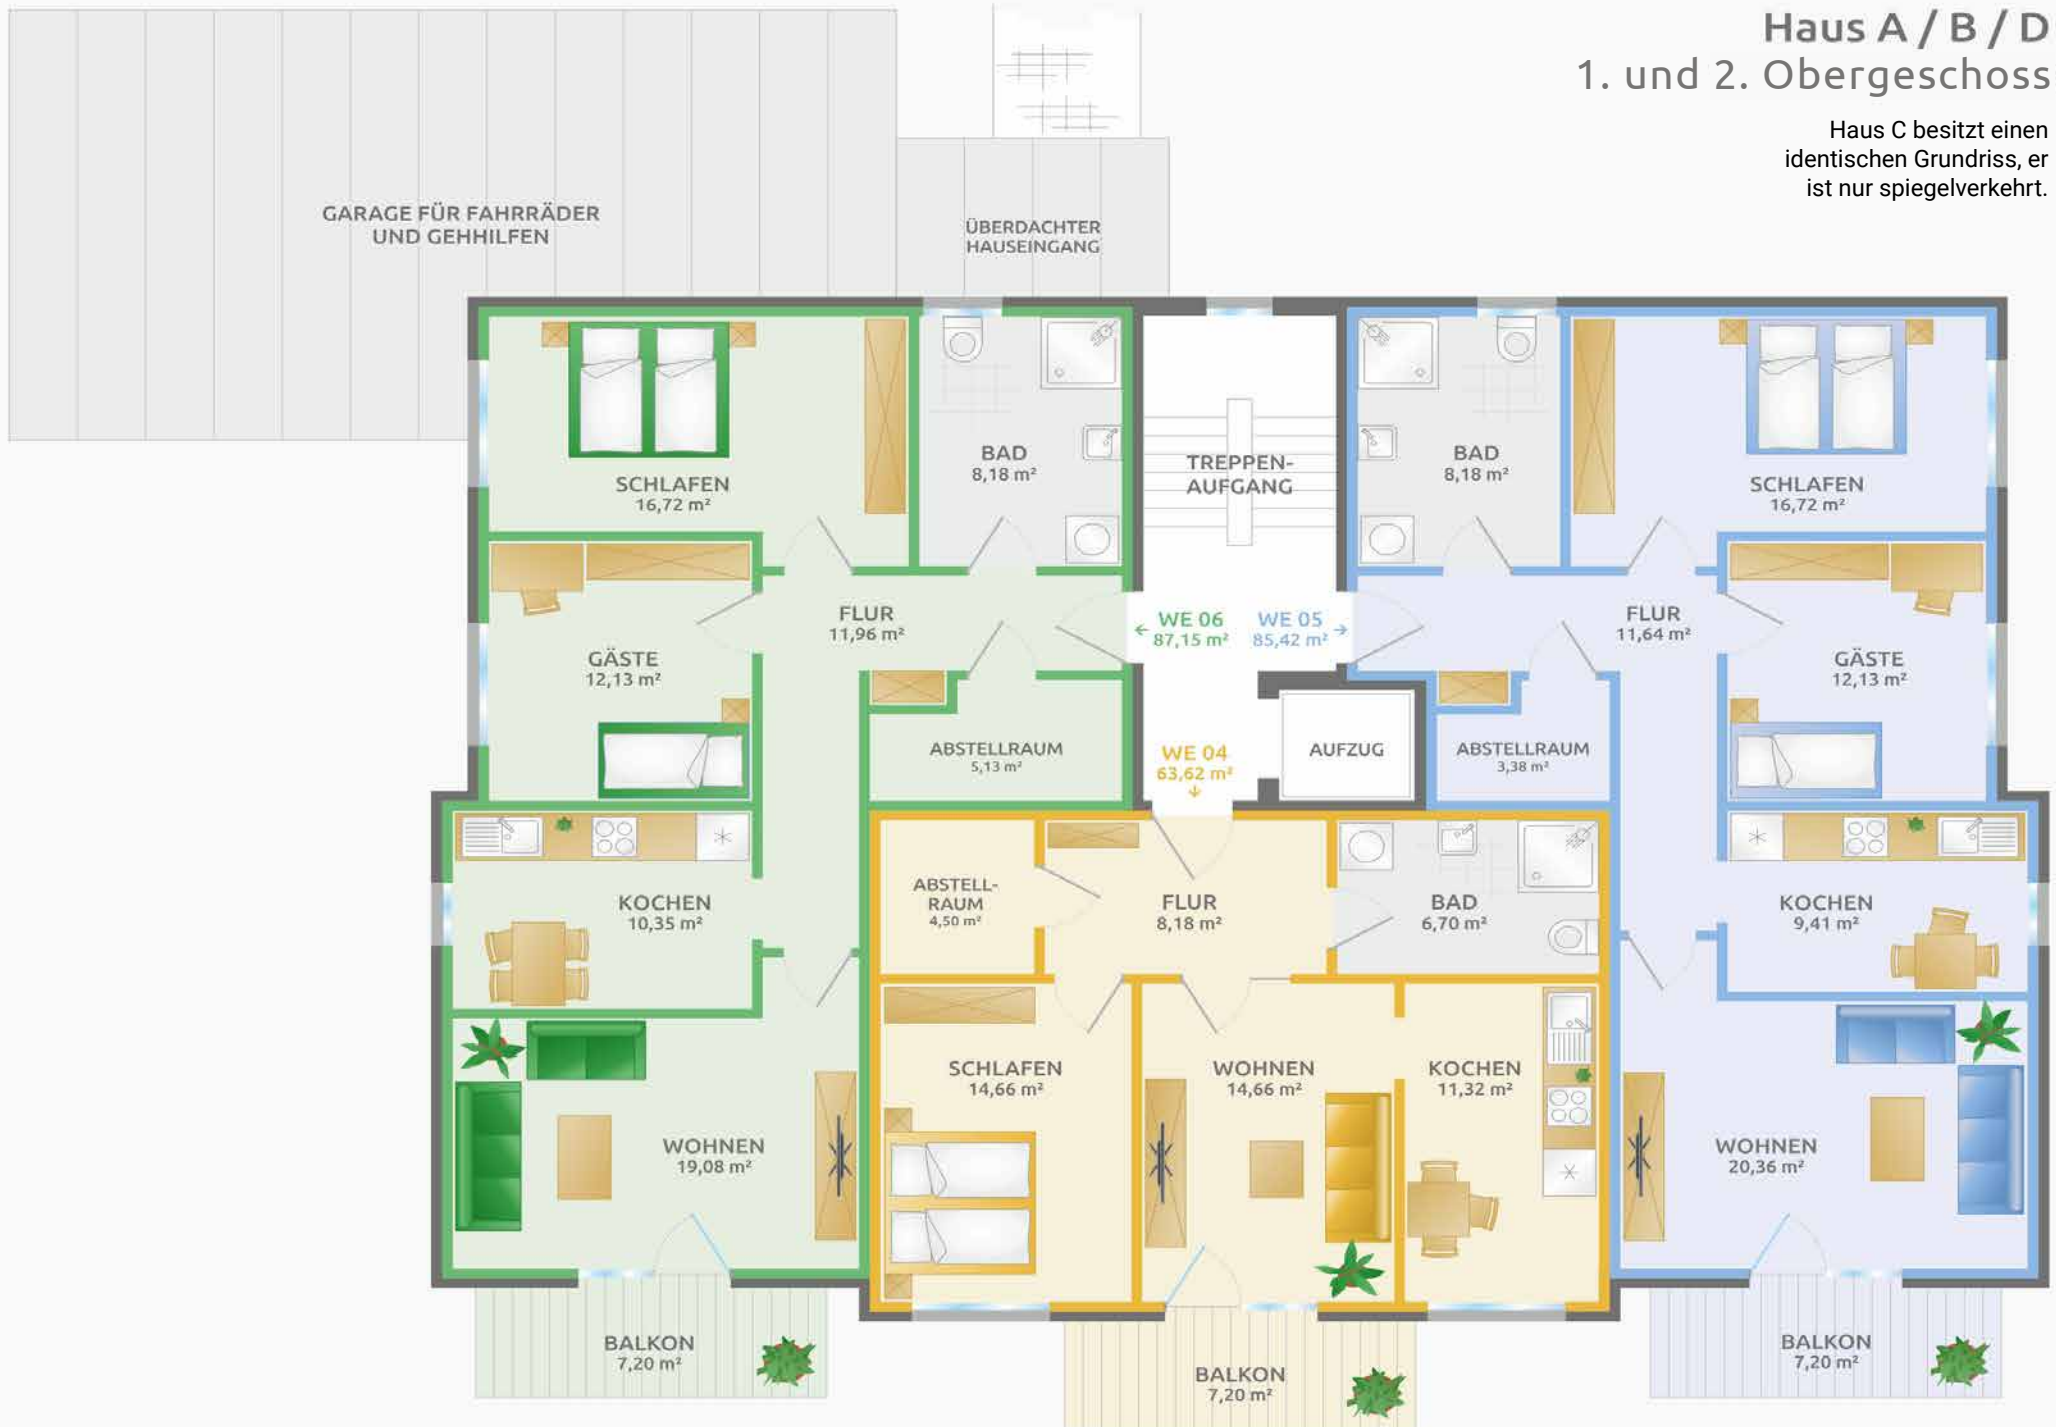 Haus A / B / D
1. und 2. Obergeschoss
Haus C besitzt einen
identischen Grundriss, er
ist nur spiegelverkehrt.
GARAGE FÜR FAHRRÄDER
UND GEHHILFEN
ÜBERDACHTER
HAUSEINGANG
SCHLAFEN
16,72 m²
BAD
8,18 m²
TREPPEN-
AUFGANG
BAD
8,18 m²
SCHLAFEN
16,72 m²
GÄSTE
12,13 m²
FLUR
11,96 m²
← WE 06
87,15 m²
WE 05
85,42 m² →
FLUR
11,64 m²
GÄSTE
12,13 m²
ABSTELLRAUM
5,13 m²
WE 04
63,62 m²
↓
AUFZUG
ABSTELLRAUM
3,38 m²
KOCHEN
10,35 m²
ABSTELL-
RAUM
4,50 m²
FLUR
8,18 m²
BAD
6,70 m²
KOCHEN
9,41 m²
SCHLAFEN
14,66 m²
WOHNEN
14,66 m²
KOCHEN
11,32 m²
WOHNEN
19,08 m²
WOHNEN
20,36 m²
BALKON
7,20 m²
BALKON
7,20 m²
BALKON
7,20 m²